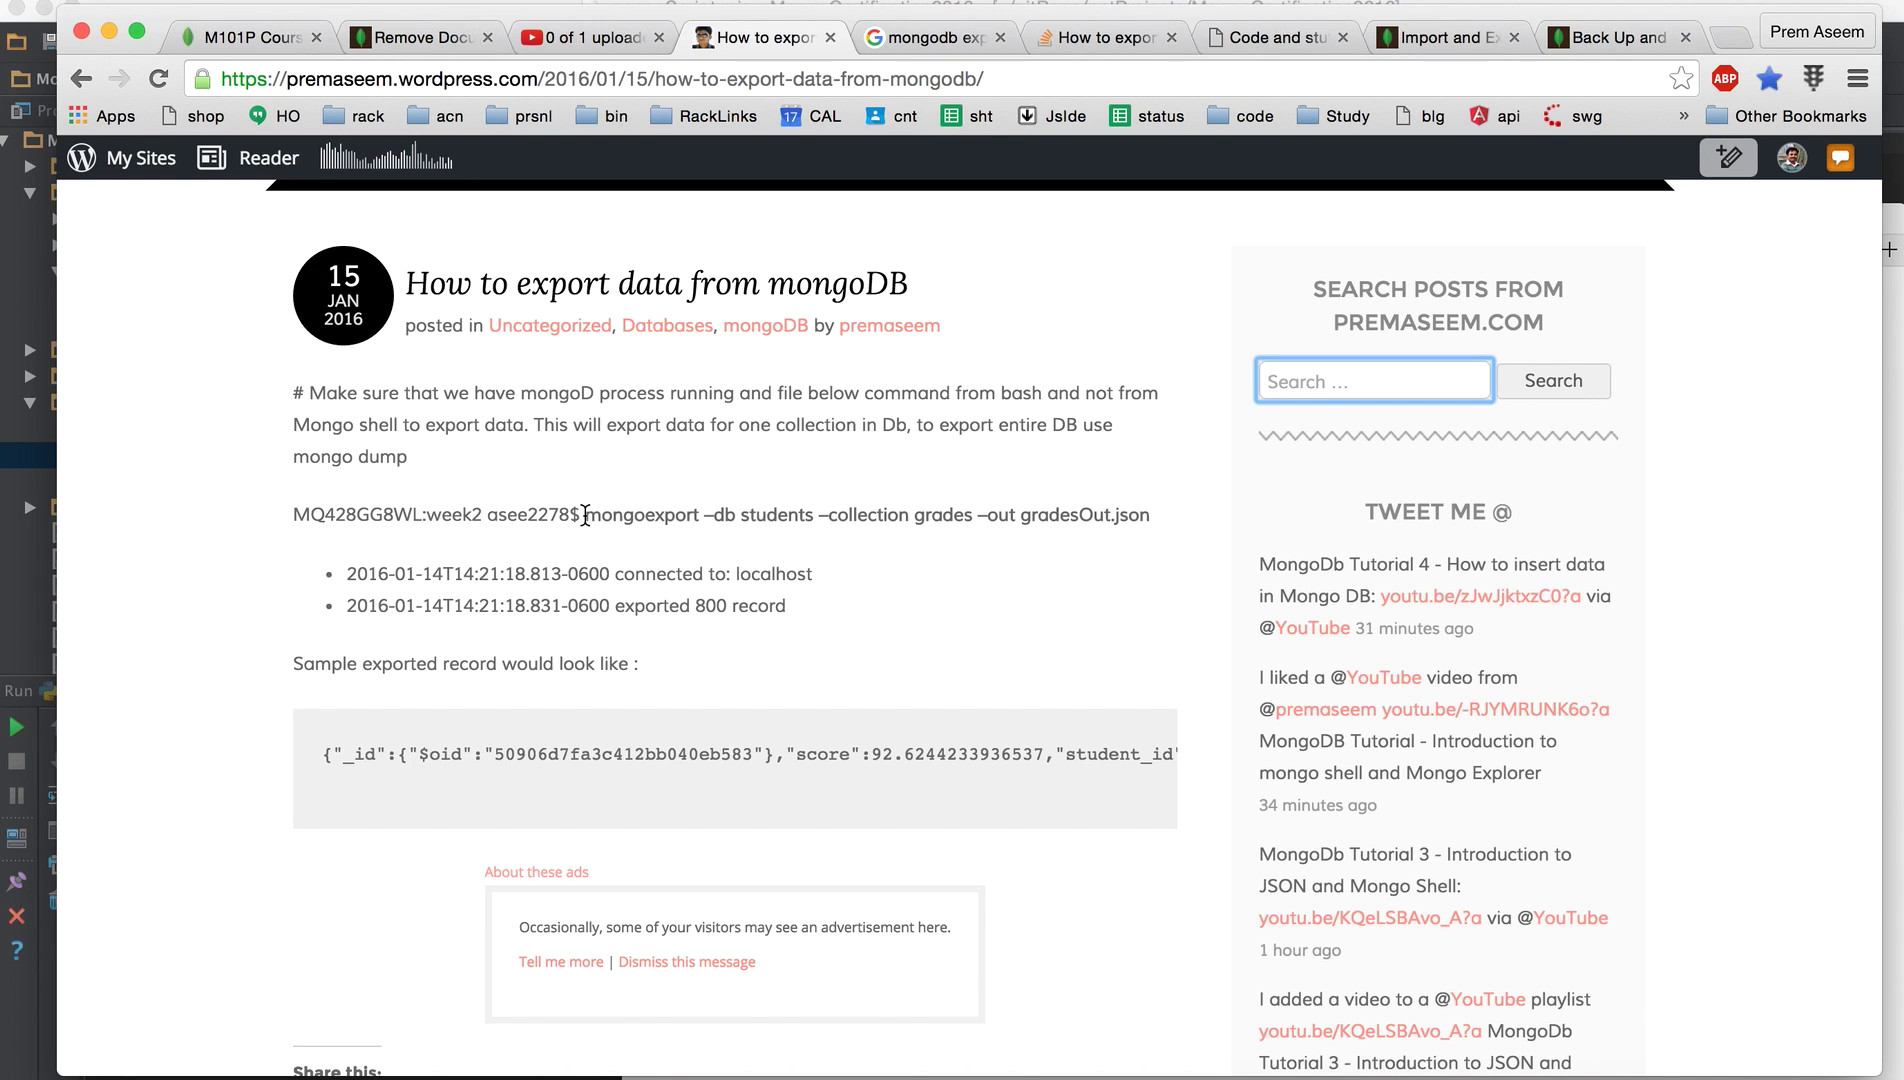 M101P Cours
Remove Docu
0 of 1 upload
How to expor
mongodb exp
How to expor
Code and stu
Import and Ex
Back Up and
Prem Aseem
https://premaseem.wordpress.com/2016/01/15/how-to-export-data-from-mongodb/
ABP
Apps shop HO rack acn prsnl bin RackLinks 17 CAL cnt sht JsIde status code Study blg api swg » Other Bookmarks
My Sites Reader
15
JAN
2016
How to export data from mongoDB
posted in Uncategorized, Databases, mongoDB by premaseem
# Make sure that we have mongoD process running and file below command from bash and not from
Mongo shell to export data. This will export data for one collection in Db, to export entire DB use
mongo dump
MQ428GG8WL:week2 asee2278$ mongoexport –db students –collection grades –out gradesOut.json
• 2016-01-14T14:21:18.813-0600 connected to: localhost
• 2016-01-14T14:21:18.831-0600 exported 800 record
Sample exported record would look like :
{"_id":{"$oid":"50906d7fa3c412bb040eb583"},"score":92.6244233936537,"student_id"
About these ads
Occasionally, some of your visitors may see an advertisement here.
Tell me more | Dismiss this message
Share this:
SEARCH POSTS FROM
PREMASEEM.COM
Search …
Search
TWEET ME @
MongoDb Tutorial 4 - How to insert data
in Mongo DB: youtu.be/zJwJjktxzC0?a via
@YouTube 31 minutes ago
I liked a @YouTube video from
@premaseem youtu.be/-RJYMRUNK6o?a
MongoDB Tutorial - Introduction to
mongo shell and Mongo Explorer
34 minutes ago
MongoDb Tutorial 3 - Introduction to
JSON and Mongo Shell:
youtu.be/KQeLSBAvo_A?a via @YouTube
1 hour ago
I added a video to a @YouTube playlist
youtu.be/KQeLSBAvo_A?a MongoDb
Tutorial 3 - Introduction to JSON and
Run